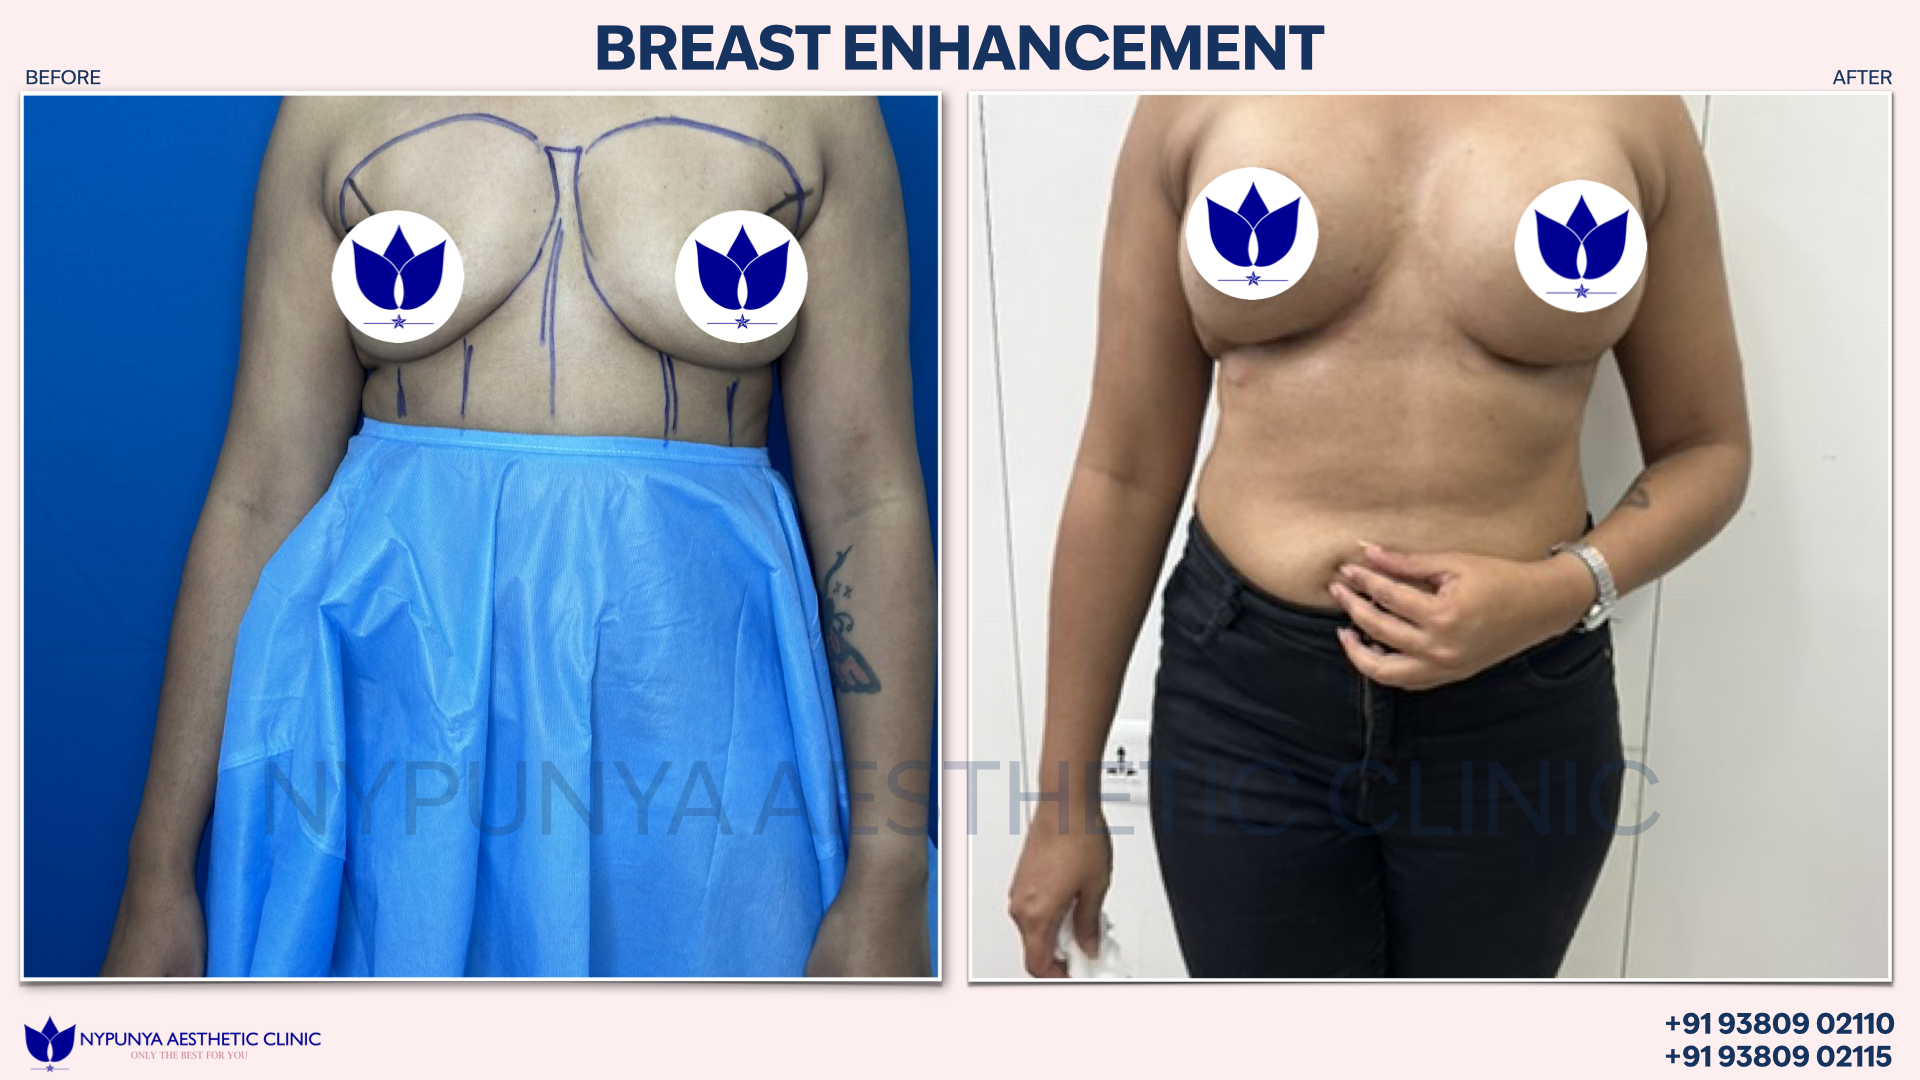 BREAST ENHANCEMENT
BEFORE
AFTER
NYPUNYA AESTHETIC CLINIC
NYPUNYA AESTHETIC CLINIC
ONLY THE BEST FOR YOU
+91 93809 02110
+91 93809 02115